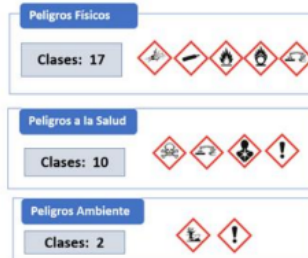 Peligros Físicos
Clases: 17
Peligros a la Salud
Clases: 10
Peligros Ambiente
Clases: 2